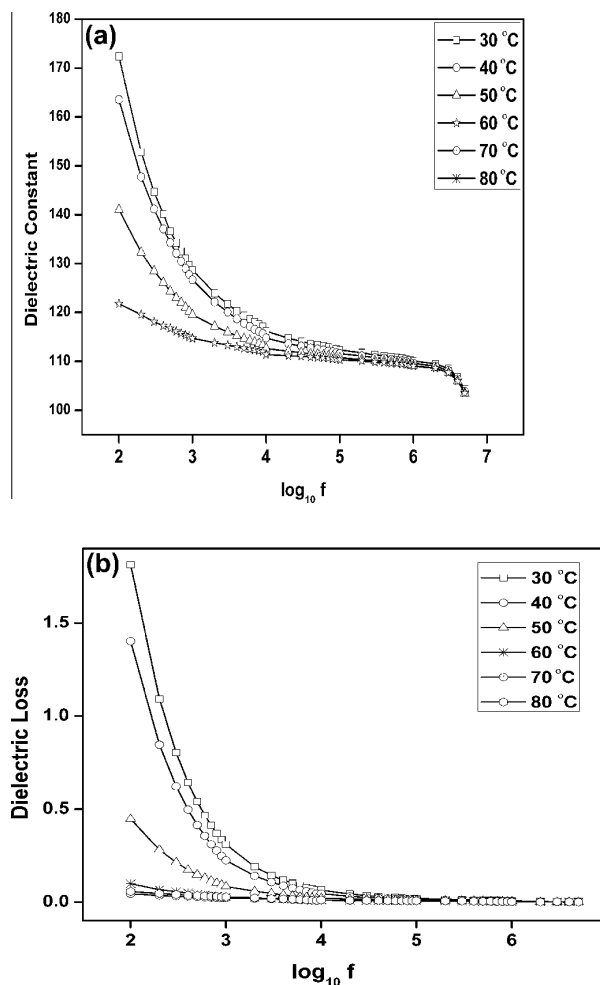 (a)
30 °C
40 °C
50 °C
60 °C
70 °C
80 °C
180
170
160
150
140
130
120
110
100
Dielectric Constant
2 3 4 5 6 7
log10 f
(b)
30 °C
40 °C
50 °C
60 °C
70 °C
80 °C
1.5
1.0
0.5
0.0
Dielectric Loss
2 3 4 5 6
log10 f